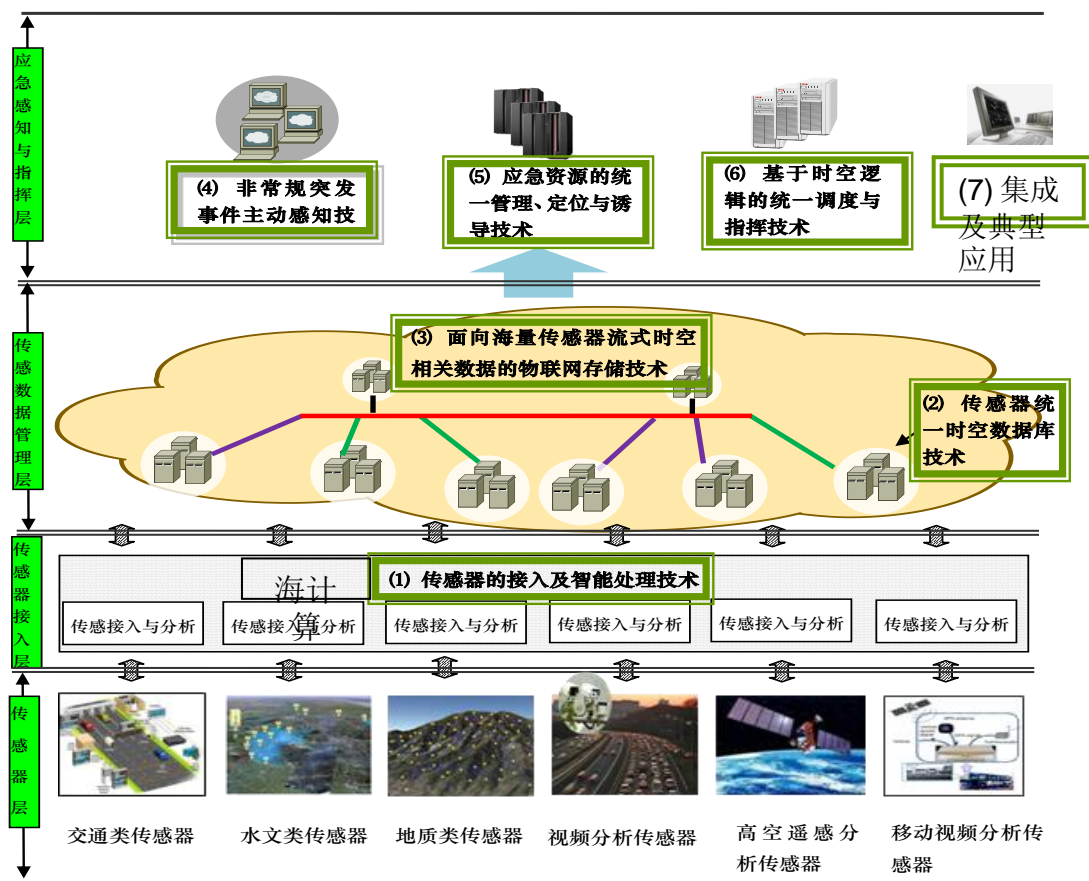 应急感知与指挥层
⑷ 非常规突发
事件主动感知技
⑸ 应急资源的统
一管理、定位与诱
导技术
⑹ 基于时空逻
辑的统一调度与
指挥技术
(7) 集成
及典型
应用
传感数据管理层
⑶ 面向海量传感器流式时空
相关数据的物联网存储技术
⑵ 传感器统
一时空数据库
技术
传感器接入层
海计
算
⑴ 传感器的接入及智能处理技术
传感接入与分析
传感接入与分析
传感接入与分析
传感接入与分析
传感接入与分析
传感接入与分析
传感器层
交通类传感器
水文类传感器
地质类传感器
视频分析传感器
高空遥感分
析传感器
移动视频分析传
感器